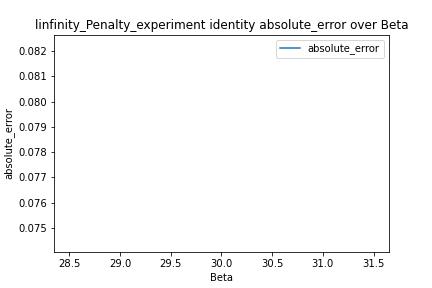 linfinity_Penalty_experiment identity absolute_error over Beta
absolute_error
0.082
0.081
0.080
0.079
0.078
0.077
0.076
0.075
absolute_error
28.5 29.0 29.5 30.0 30.5 31.0 31.5
Beta